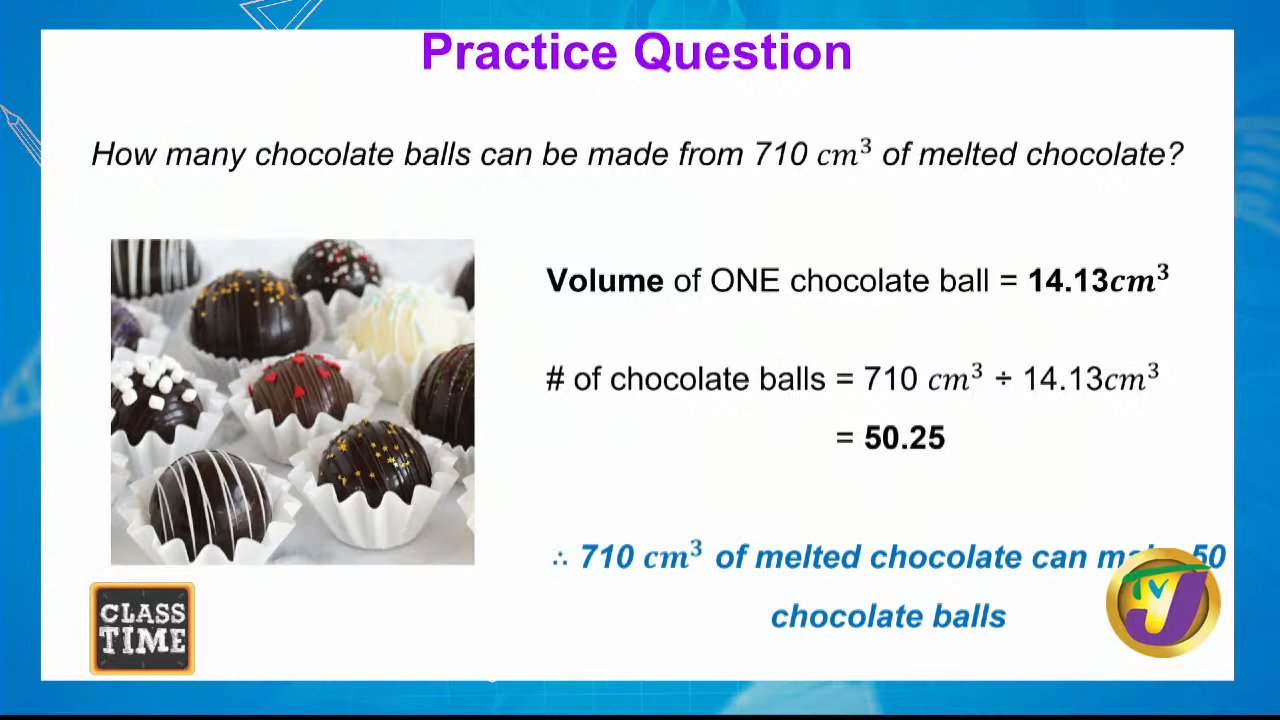 Practice Question
How many chocolate balls can be made from 710 cm³ of melted chocolate?
Volume of ONE chocolate ball = 14.13cm³
# of chocolate balls = 710 cm³ ÷ 14.13cm³
= 50.25
∴ 710 cm³ of melted chocolate can 50
chocolate balls
CLASS
TIME
TVJ